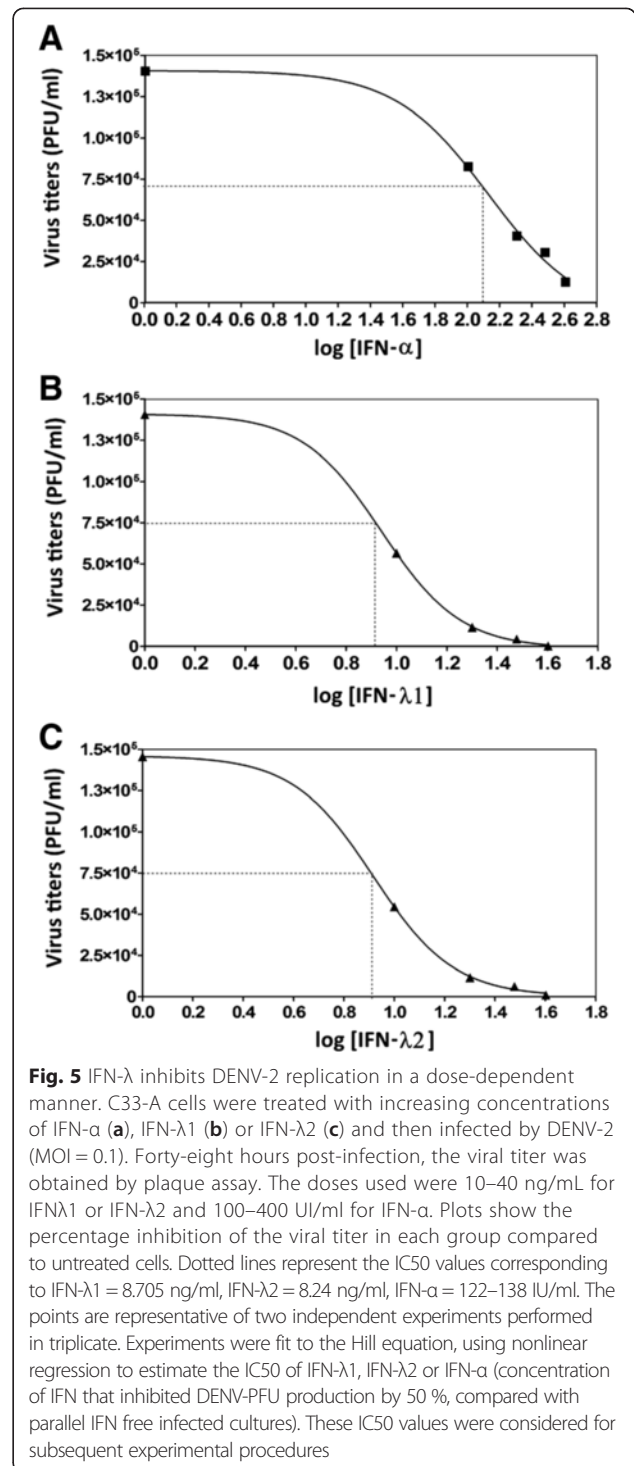 A
Virus titers (PFU/ml)
1.5×10⁵
1.3×10⁵
1.0×10⁵
7.5×10⁴
5.0×10⁴
2.5×10⁴
0
0.0 0.2 0.4 0.6 0.8 1.0 1.2 1.4 1.6 1.8 2.0 2.2 2.4 2.6 2.8
log [IFN-α]
B
Virus titers (PFU/ml)
1.5×10⁵
1.3×10⁵
1.0×10⁵
7.5×10⁴
5.0×10⁴
2.5×10⁴
0
0.0 0.2 0.4 0.6 0.8 1.0 1.2 1.4 1.6 1.8
log [IFN-λ1]
C
Virus titers (PFU/ml)
1.5×10⁵
1.3×10⁵
1.0×10⁵
7.5×10⁴
5.0×10⁴
2.5×10⁴
0
0.0 0.2 0.4 0.6 0.8 1.0 1.2 1.4 1.6 1.8
log [IFN-λ2]
Fig. 5 IFN-λ inhibits DENV-2 replication in a dose-dependent
manner. C33-A cells were treated with increasing concentrations
of IFN-α (a), IFN-λ1 (b) or IFN-λ2 (c) and then infected by DENV-2
(MOI = 0.1). Forty-eight hours post-infection, the viral titer was
obtained by plaque assay. The doses used were 10–40 ng/mL for
IFNλ1 or IFN-λ2 and 100–400 UI/ml for IFN-α. Plots show the
percentage inhibition of the viral titer in each group compared
to untreated cells. Dotted lines represent the IC50 values corresponding
to IFN-λ1 = 8.705 ng/ml, IFN-λ2 = 8.24 ng/ml, IFN-α = 122–138 IU/ml. The
points are representative of two independent experiments performed
in triplicate. Experiments were fit to the Hill equation, using nonlinear
regression to estimate the IC50 of IFN-λ1, IFN-λ2 or IFN-α (concentration
of IFN that inhibited DENV-PFU production by 50 %, compared with
parallel IFN free infected cultures). These IC50 values were considered for
subsequent experimental procedures